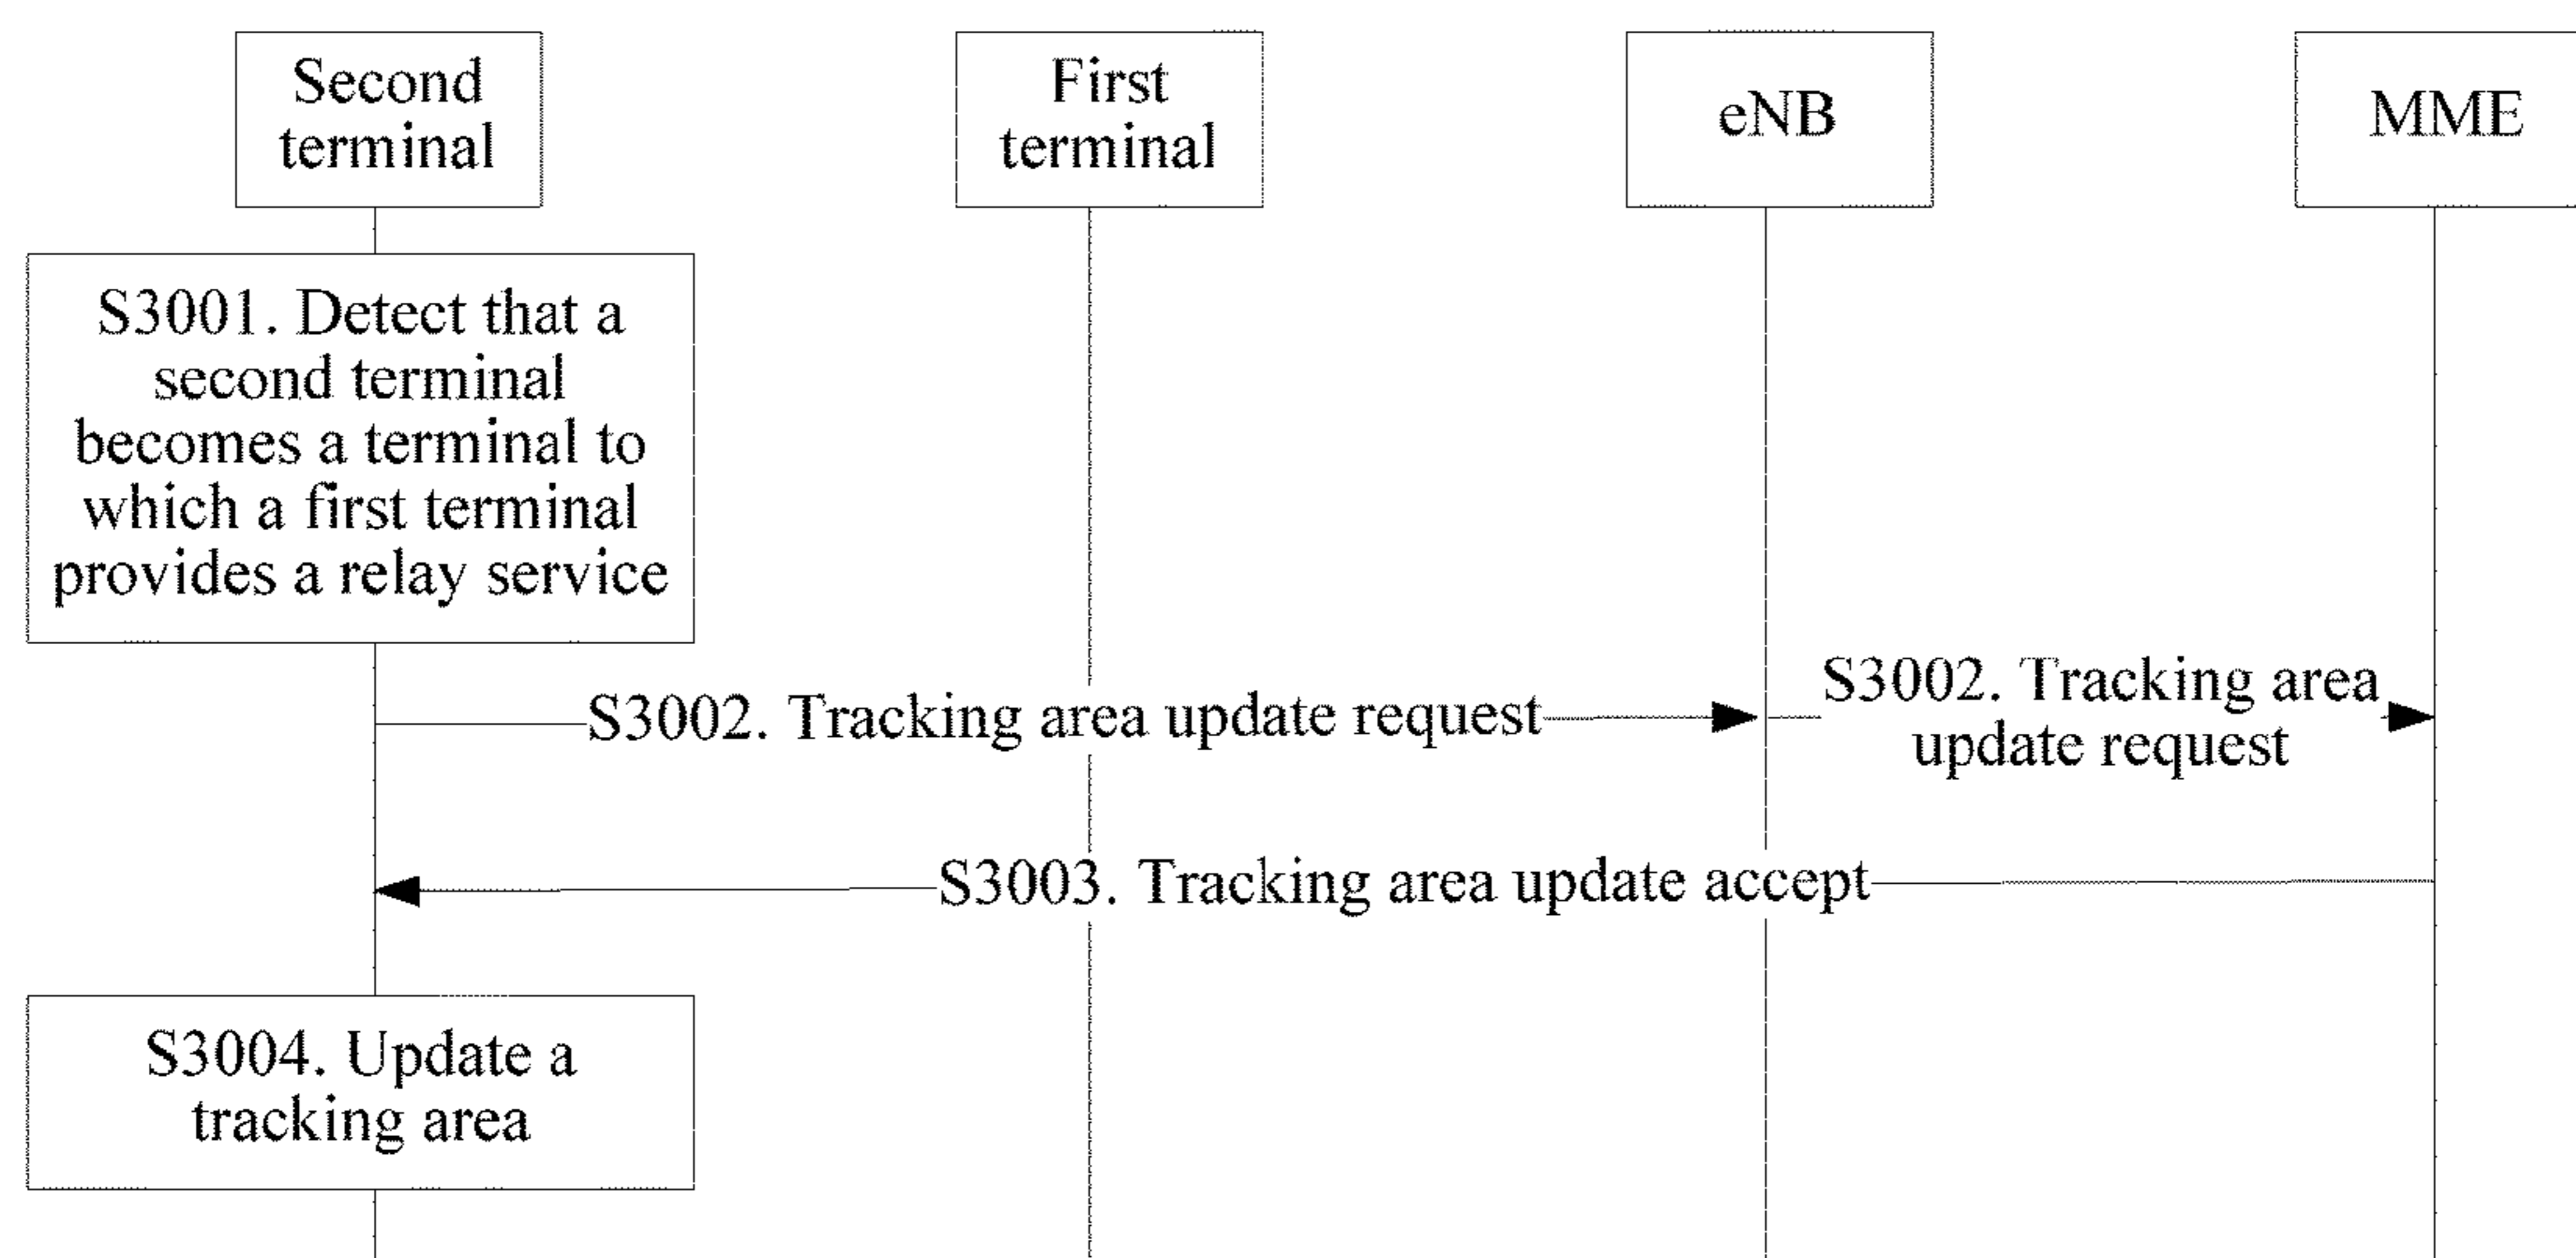 Second
terminal
First
terminal
eNB
MME
S3001. Detect that a
second terminal
becomes a terminal to
which a first terminal
provides a relay service
S3002. Tracking area update request
S3002. Tracking area
update request
S3003. Tracking area update accept
S3004. Update a
tracking area